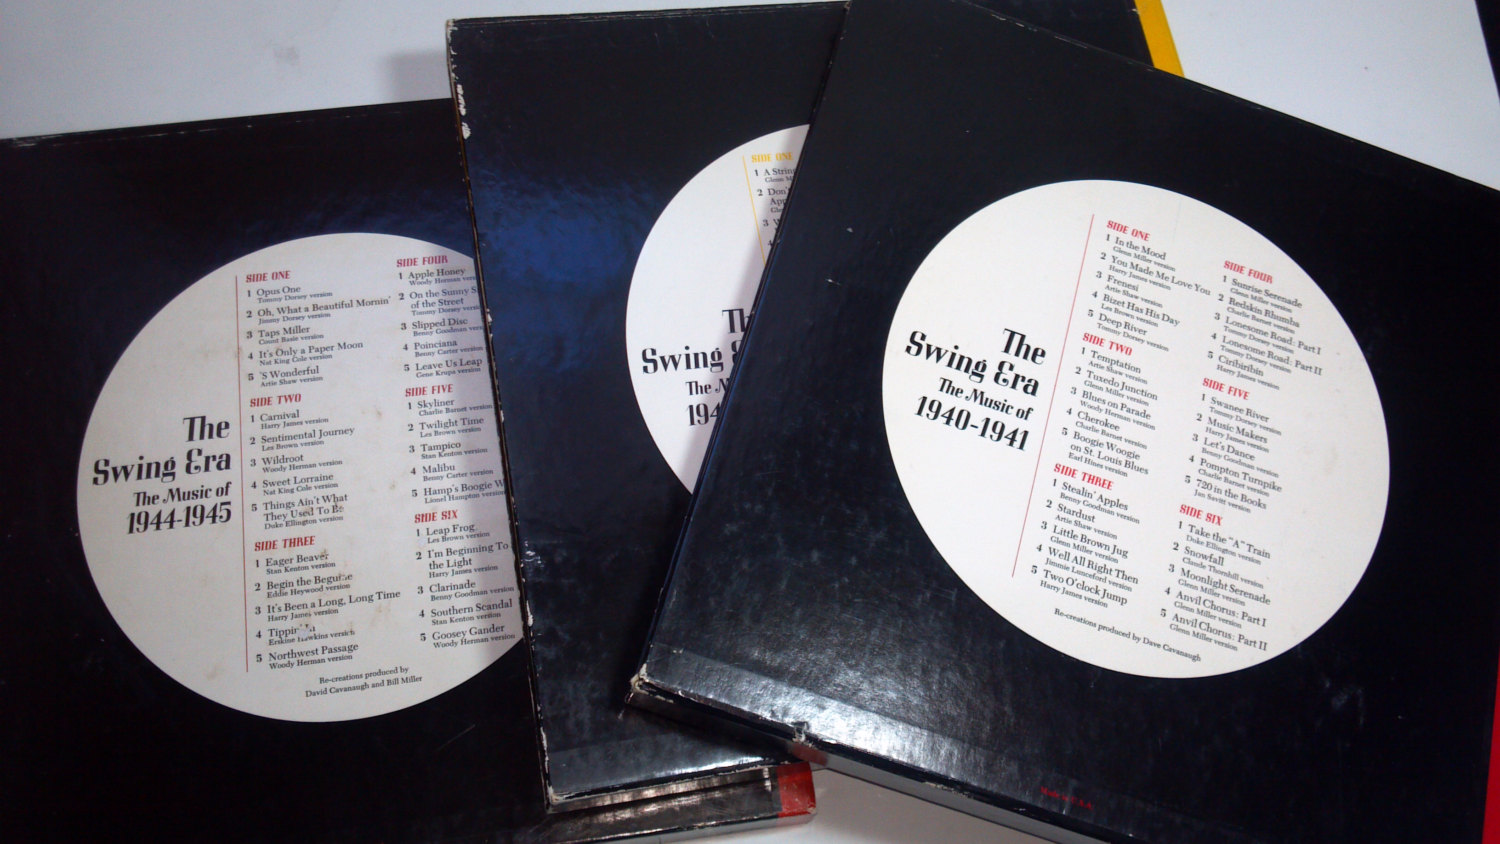 The
Swing Era
The Music of
1944-1945
SIDE ONE
1 Opus One
Tommy Dorsey version
2 Oh, What a Beautiful Mornin'
Jimmy Dorsey version
3 Taps Miller
Count Basie version
4 It's Only a Paper Moon
Nat King Cole version
5 'S Wonderful
Artie Shaw version
SIDE TWO
1 Carnival
Harry James version
2 Sentimental Journey
Les Brown version
3 Wildroot
Woody Herman version
4 Sweet Lorraine
Nat King Cole version
5 Things Ain't What
They Used To Be
Duke Ellington version
SIDE THREE
1 Eager Beaver
Stan Kenton version
2 Begin the Beguine
Eddie Heywood version
3 It's Been a Long, Long Time
Harry James version
4 Tippin'
Erskine Hawkins version
5 Northwest Passage
Woody Herman version
SIDE FOUR
1 Apple Honey
Woody Herman
2 On the Sunny
of the Street
Tommy Dorsey version
3 Slipped Disc
Benny Goodman
4 Poinciana
Benny Carter version
5 Leave Us Leap
Gene Krupa version
SIDE FIVE
1 Skyliner
Charlie Barnet version
2 Twilight Time
Les Brown version
3 Tampico
Stan Kenton version
4 Malibu
Benny Carter version
5 Hamp's Boogie
Lionel Hampton version
SIDE SIX
1 Leap Frog
Les Brown version
2 I'm Beginning To
the Light
Harry James version
3 Clarinade
Benny Goodman version
4 Southern Scandal
Stan Kenton version
5 Goosey Gander
Woody Herman version
Re-creations produced by
David Cavanaugh and Bill Miller
SIDE ONE
1 A Strin
Glenn M
2 Don't
App
Gle
3 W
Th
Swing
The M
194
The
Swing Era
The Music of
1940-1941
SIDE ONE
1 In the Mood
Glenn Miller version
2 You Made Me Love You
Harry James version
3 Frenesi
Artie Shaw version
4 Bizet Has His Day
Les Brown version
5 Deep River
Tommy Dorsey version
SIDE TWO
1 Temptation
Artie Shaw version
2 Tuxedo Junction
Glenn Miller version
3 Blues on Parade
Woody Herman version
4 Cherokee
Charlie Barnet version
5 Boogie Woogie
on St. Louis Blues
Earl Hines version
SIDE THREE
1 Stealin' Apples
Benny Goodman version
2 Stardust
Artie Shaw version
3 Little Brown Jug
Glenn Miller version
4 Well All Right Then
Jimmie Lunceford version
5 Two O'clock Jump
Harry James version
SIDE FOUR
1 Sunrise Serenade
Glenn Miller version
2 Redskin Rhumba
Charlie Barnet version
3 Lonesome Road: Part I
Tommy Dorsey version
4 Lonesome Road: Part II
Tommy Dorsey version
5 Ciribiribin
Harry James version
SIDE FIVE
1 Swanee River
Tommy Dorsey version
2 Music Makers
Harry James version
3 Let's Dance
Benny Goodman version
4 Pompton Turnpike
Charlie Barnet version
5 720 in the Books
Jan Savitt version
SIDE SIX
1 Take the "A" Train
Duke Ellington version
2 Snowfall
Claude Thornhill version
3 Moonlight Serenade
Glenn Miller version
4 Anvil Chorus: Part I
Glenn Miller version
5 Anvil Chorus: Part II
Glenn Miller version
Re-creations produced by Dave Cavanaugh
Made in U.S.A.